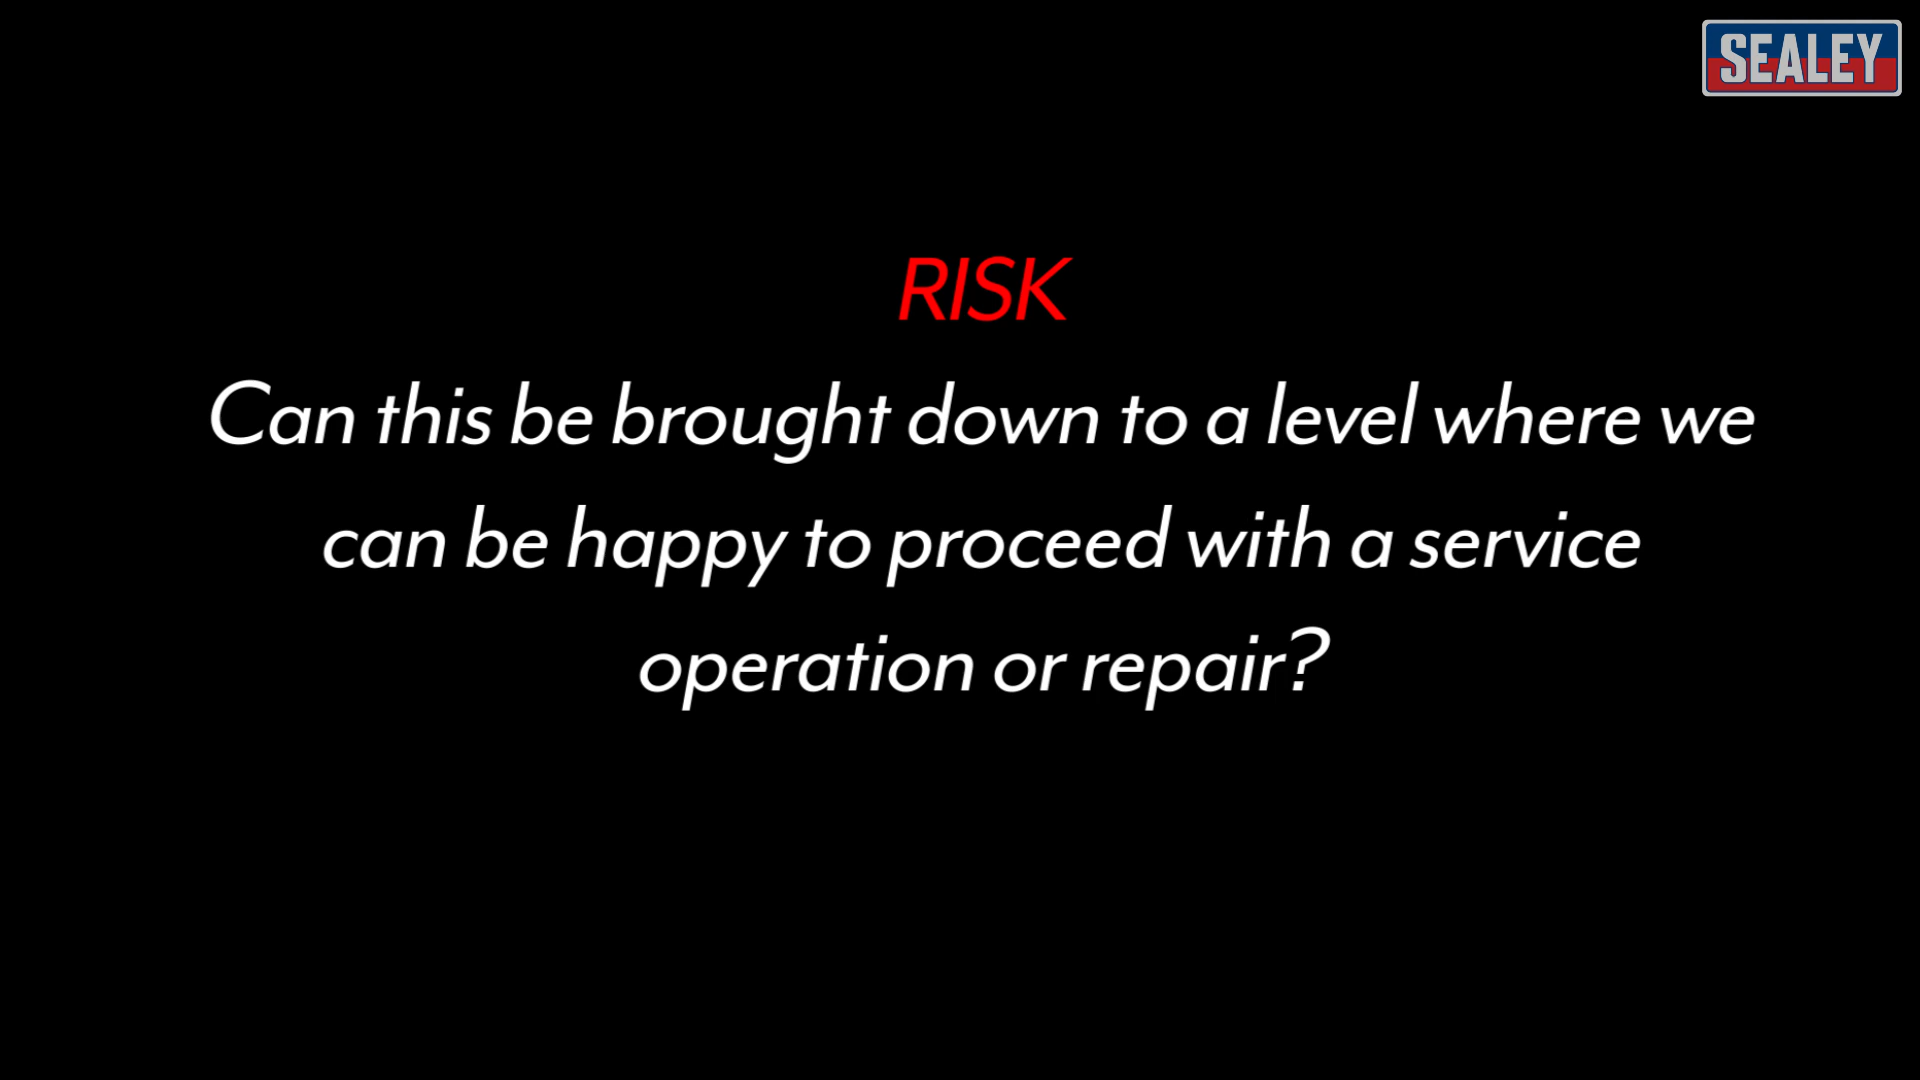 SEALEY
RISK
Can this be brought down to a level where we
can be happy to proceed with a service
operation or repair?